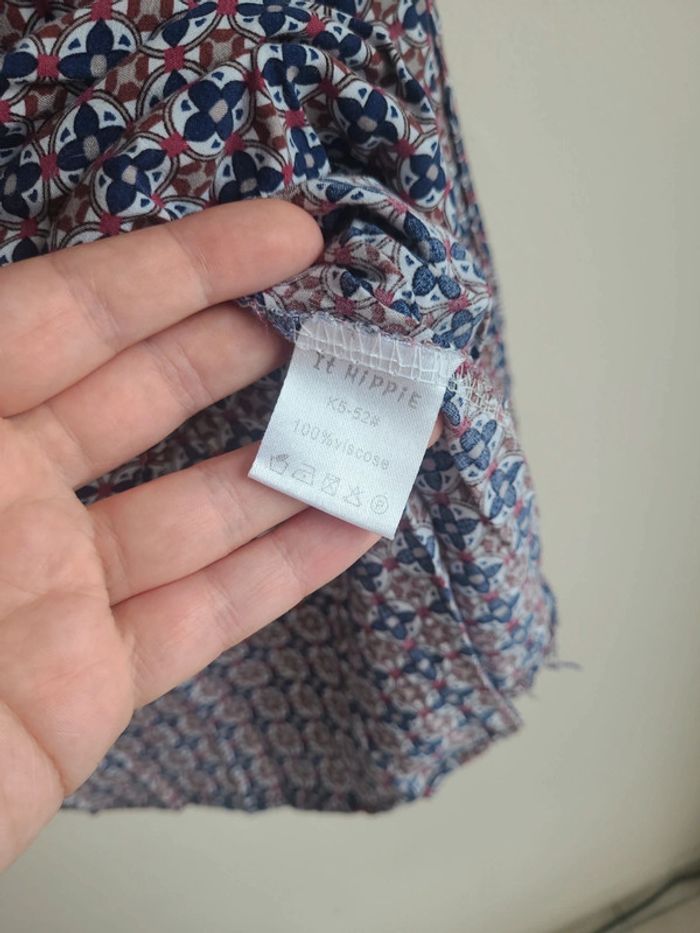 It HiPPiE
K5-52#
100%viscose
P